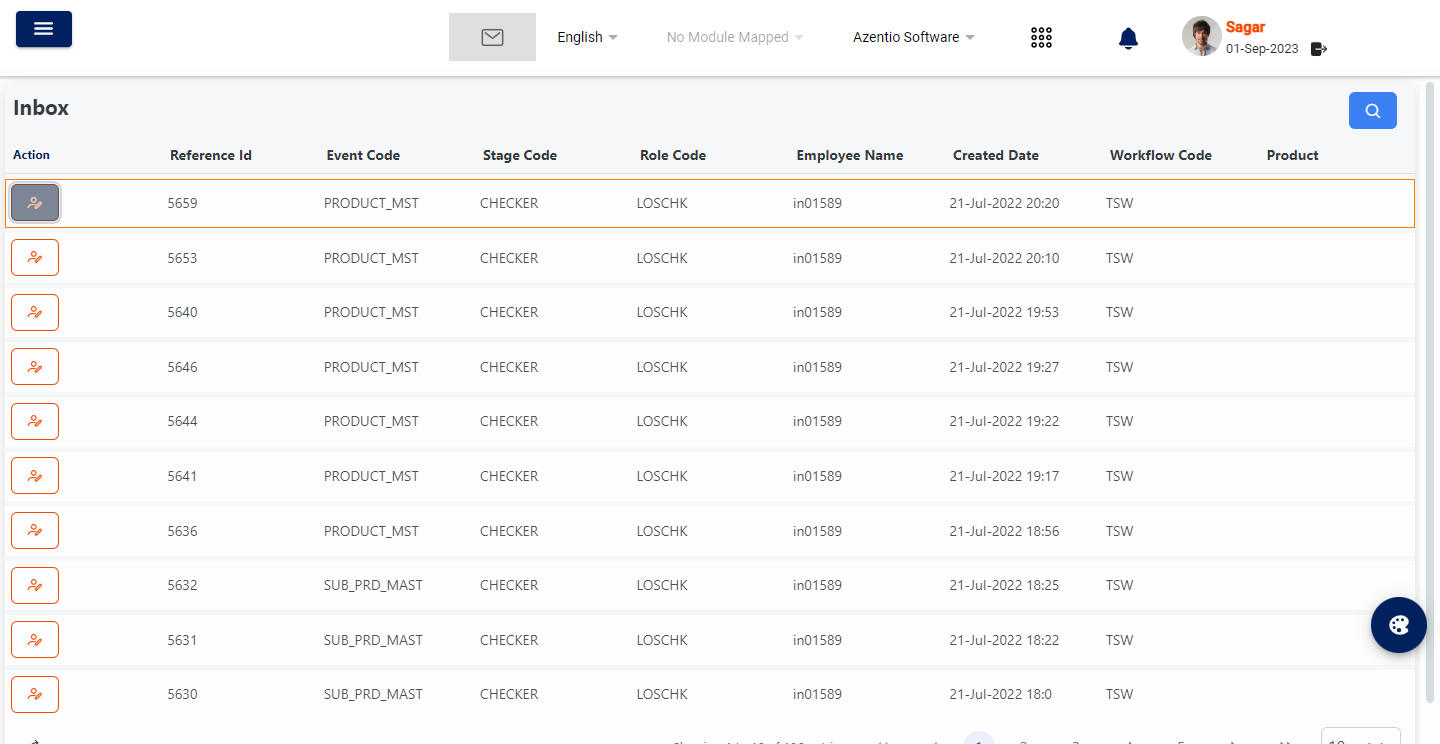 English No Module Mapped Azentio Software Sagar
01-Sep-2023
Inbox
Action Reference Id Event Code Stage Code Role Code Employee Name Created Date Workflow Code Product
5659 PRODUCT_MST CHECKER LOSCHK in01589 21-Jul-2022 20:20 TSW
5653 PRODUCT_MST CHECKER LOSCHK in01589 21-Jul-2022 20:10 TSW
5640 PRODUCT_MST CHECKER LOSCHK in01589 21-Jul-2022 19:53 TSW
5646 PRODUCT_MST CHECKER LOSCHK in01589 21-Jul-2022 19:27 TSW
5644 PRODUCT_MST CHECKER LOSCHK in01589 21-Jul-2022 19:22 TSW
5641 PRODUCT_MST CHECKER LOSCHK in01589 21-Jul-2022 19:17 TSW
5636 PRODUCT_MST CHECKER LOSCHK in01589 21-Jul-2022 18:56 TSW
5632 SUB_PRD_MAST CHECKER LOSCHK in01589 21-Jul-2022 18:25 TSW
5631 SUB_PRD_MAST CHECKER LOSCHK in01589 21-Jul-2022 18:22 TSW
5630 SUB_PRD_MAST CHECKER LOSCHK in01589 21-Jul-2022 18:0 TSW